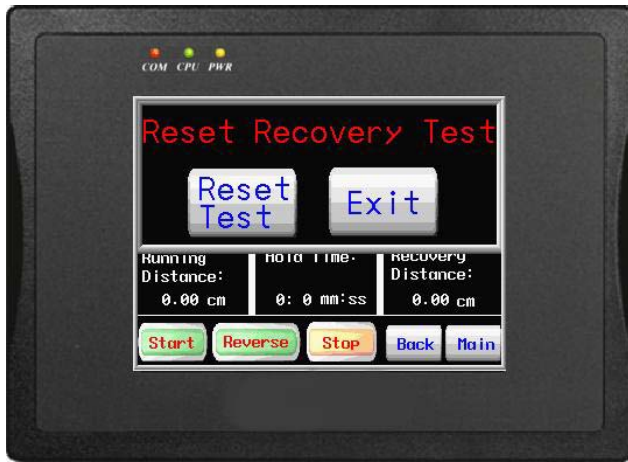 COM CPU PWR
Reset Recovery Test
Reset
Test
Exit
Running
Distance:
0.00 cm
Hold Time:
0: 0 mm:ss
Recovery
Distance:
0.00 cm
Start Reverse Stop Back Main